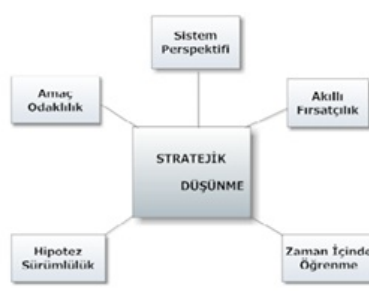 Sistem
Perspektifi
Amaç
Odaklılık
Akıllı
Fırsatçılık
STRATEJİK
DÜŞÜNME
Hipotez
Sürümlülük
Zaman İçinde
Öğrenme